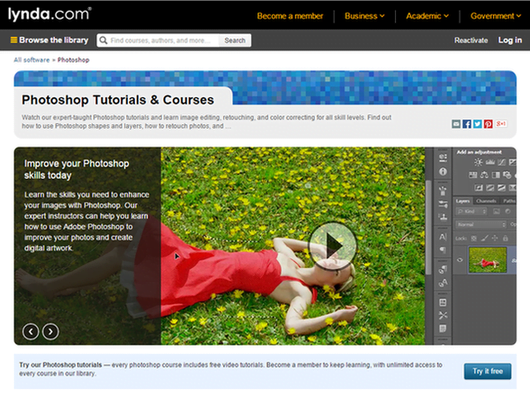 lynda.com®
Become a member Business Academic Government
Browse the library Find courses, authors, and more... Search Reactivate Log in
All software » Photoshop
Photoshop Tutorials & Courses
Watch our expert-taught Photoshop tutorials and learn image editing, retouching, and color correcting for all skill levels. Find out
how to use Photoshop shapes and layers, how to retouch photos, and ...
Improve your Photoshop
skills today
Learn the skills you need to enhance
your images with Photoshop. Our
expert instructors can help you learn
how to use Adobe Photoshop to
improve your photos and create
digital artwork.
Add an adjustment
Layers Channels Paths
Kind
Normal
Lock:
Try our Photoshop tutorials — every photoshop course includes free video tutorials. Become a member to keep learning, with unlimited access to
every course in our library.
Try it free